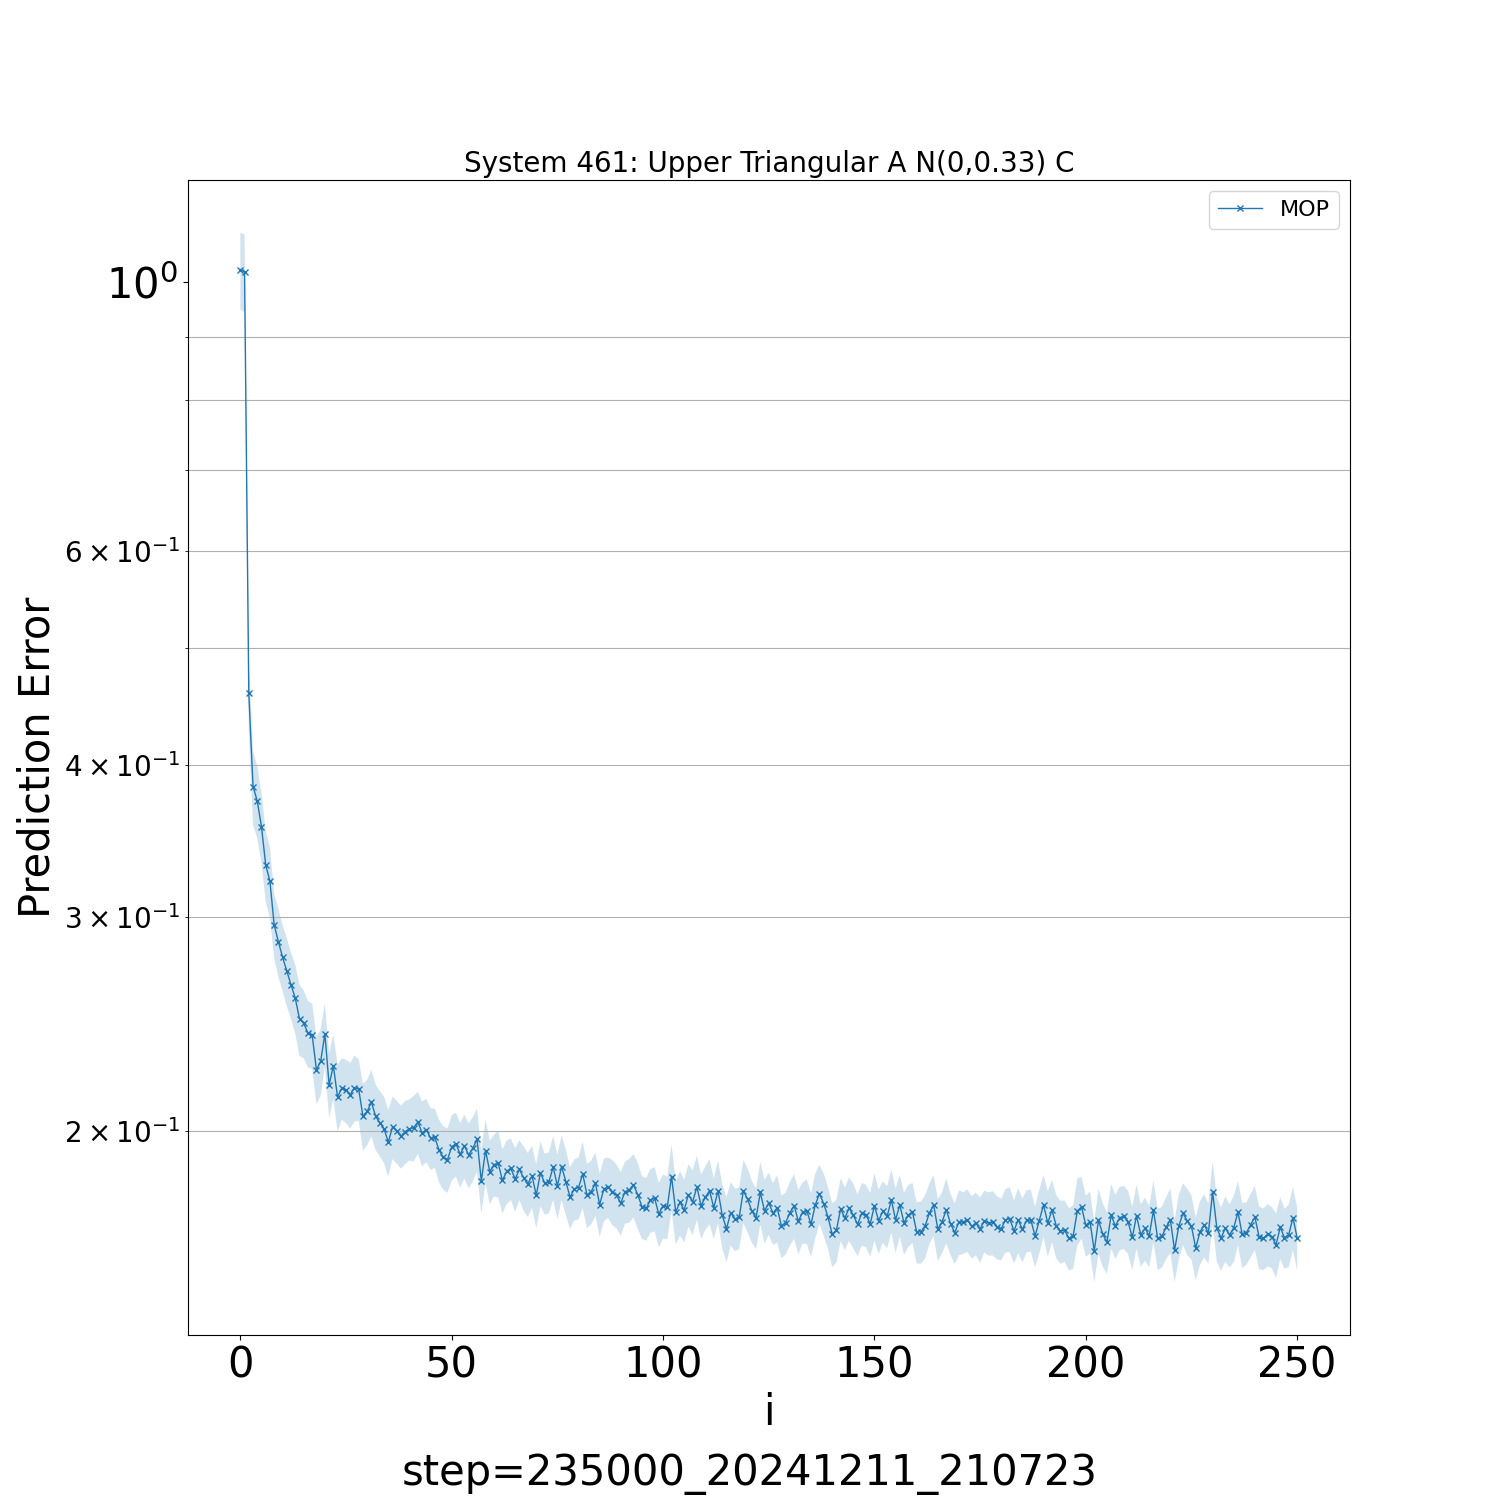 System 461: Upper Triangular A N(0,0.33) C
MOP
10⁰
6 × 10⁻¹
4 × 10⁻¹
3 × 10⁻¹
2 × 10⁻¹
Prediction Error
0 50 100 150 200 250
i
step=235000_20241211_210723